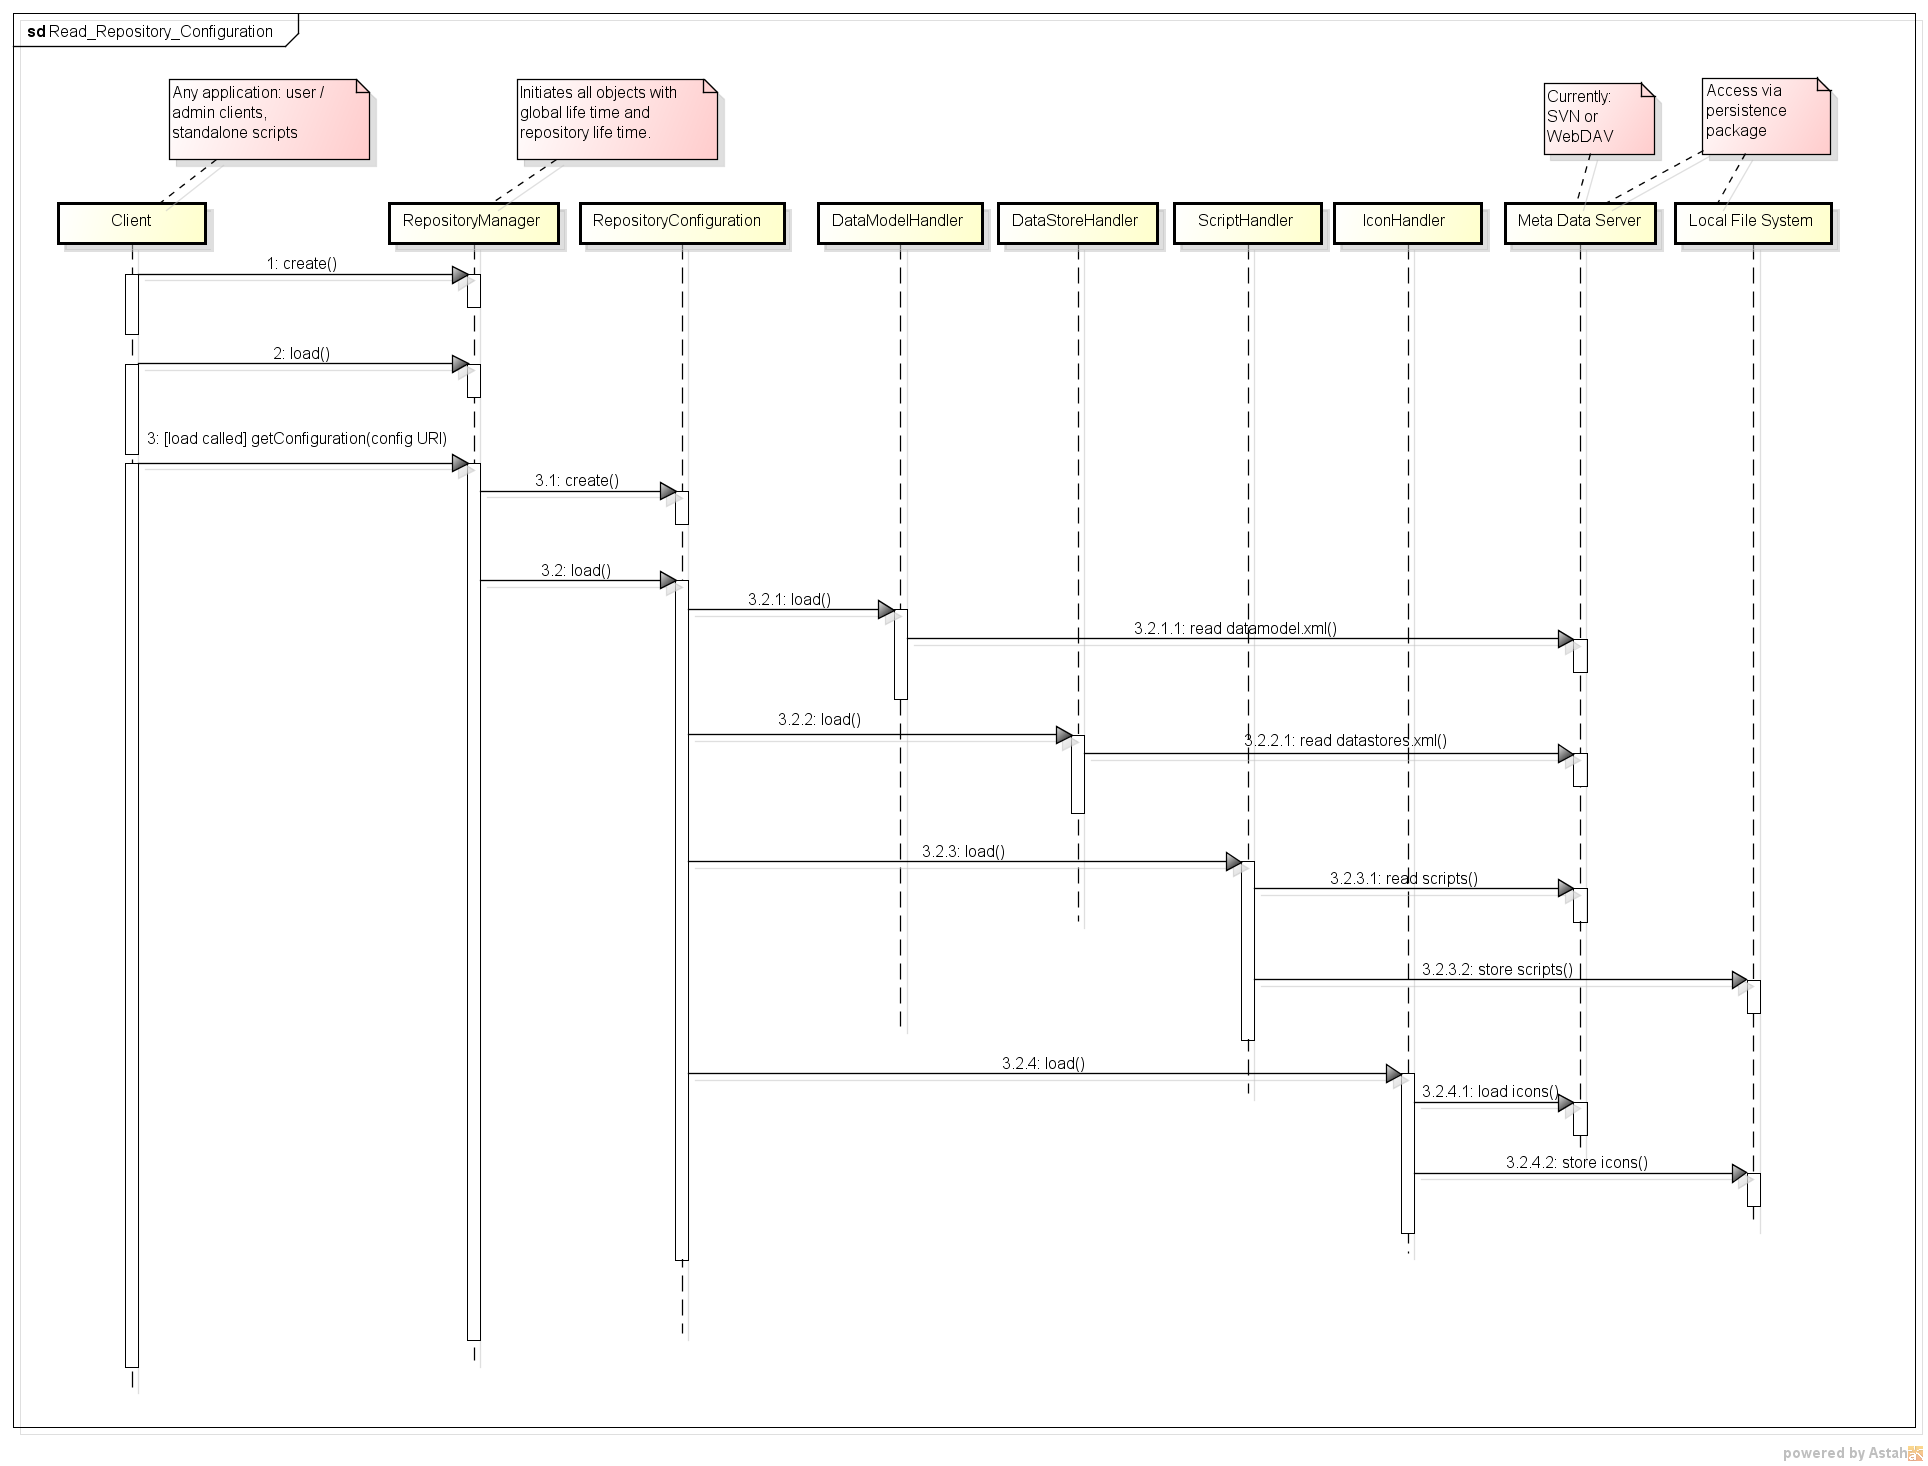 sd Read_Repository_Configuration
Any application: user /
admin clients,
standalone scripts
Initiates all objects with
global life time and
repository life time.
Currently:
SVN or
WebDAV
Access via
persistence
package
Client
RepositoryManager
RepositoryConfiguration
DataModelHandler
DataStoreHandler
ScriptHandler
IconHandler
Meta Data Server
Local File System
1: create()
2: load()
3: [load called] getConfiguration(config URI)
3.1: create()
3.2: load()
3.2.1: load()
3.2.1.1: read datamodel.xml()
3.2.2: load()
3.2.2.1: read datastores.xml()
3.2.3: load()
3.2.3.1: read scripts()
3.2.3.2: store scripts()
3.2.4: load()
3.2.4.1: load icons()
3.2.4.2: store icons()
powered by Astah